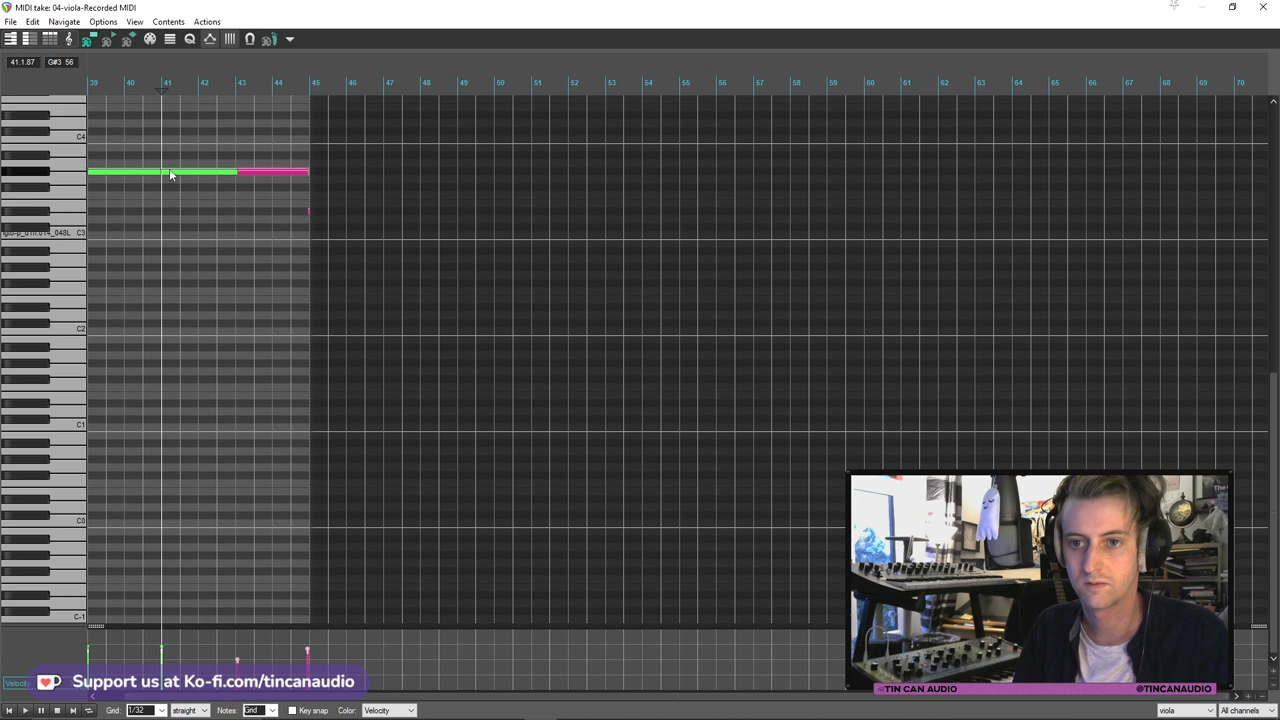 MIDI take: 04-viola-Recorded MIDI
File Edit Navigate Options View Contents Actions
41.1.87 G#3 56
39 40 41 42 43 44 45 46 47 48 49 50 51 52 53 54 55 56 57 58 59 60 61 62 63 64 65 66 67 68 69 70
C4
C3
C2
C1
C0
C-1
Velocity
Support us at Ko-fi.com/tincanaudio
@TIN CAN AUDIO @TINCANAUDIO
Grid: 1/32 straight Notes: Grid Key snap Color: Velocity viola All channels